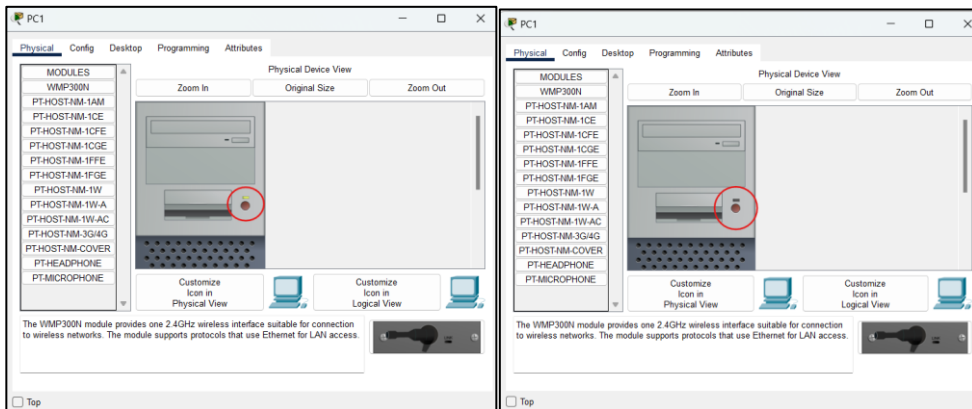 PC1
Physical Config Desktop Programming Attributes
MODULES
WMP300N
PT-HOST-NM-1AM
PT-HOST-NM-1CE
PT-HOST-NM-1CFE
PT-HOST-NM-1CGE
PT-HOST-NM-1FFE
PT-HOST-NM-1FGE
PT-HOST-NM-1W
PT-HOST-NM-1W-A
PT-HOST-NM-1W-AC
PT-HOST-NM-3G/4G
PT-HOST-NM-COVER
PT-HEADPHONE
PT-MICROPHONE
Physical Device View
Zoom In Original Size Zoom Out
Customize
Icon in
Physical View
Customize
Icon in
Logical View
The WMP300N module provides one 2.4GHz wireless interface suitable for connection
to wireless networks. The module supports protocols that use Ethernet for LAN access.
Top
PC1
Physical Config Desktop Programming Attributes
MODULES
WMP300N
PT-HOST-NM-1AM
PT-HOST-NM-1CE
PT-HOST-NM-1CFE
PT-HOST-NM-1CGE
PT-HOST-NM-1FFE
PT-HOST-NM-1FGE
PT-HOST-NM-1W
PT-HOST-NM-1W-A
PT-HOST-NM-1W-AC
PT-HOST-NM-3G/4G
PT-HOST-NM-COVER
PT-HEADPHONE
PT-MICROPHONE
Physical Device View
Zoom In Original Size Zoom Out
Customize
Icon in
Physical View
Customize
Icon in
Logical View
The WMP300N module provides one 2.4GHz wireless interface suitable for connection
to wireless networks. The module supports protocols that use Ethernet for LAN access.
Top